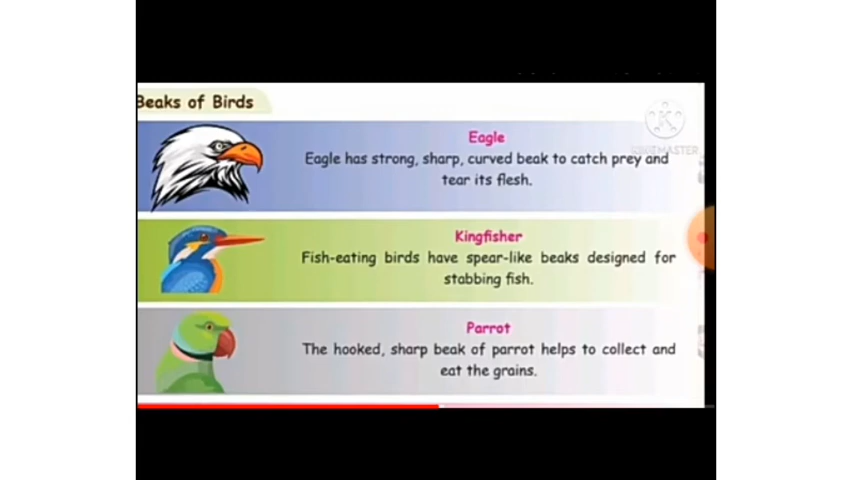 Beaks of Birds
Eagle
Eagle has strong, sharp, curved beak to catch prey and
tear its flesh.
Kingfisher
Fish-eating birds have spear-like beaks designed for
stabbing fish.
Parrot
The hooked, sharp beak of parrot helps to collect and
eat the grains.
K
KINEMASTER